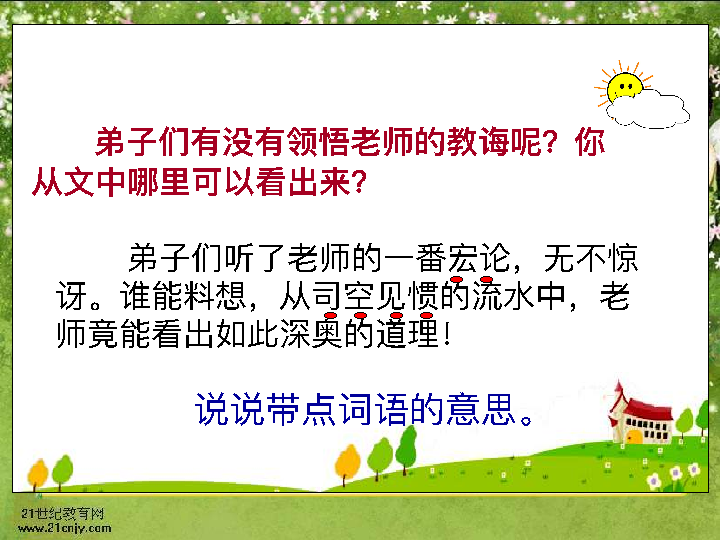 弟子们有没有领悟老师的教诲呢？你
从文中哪里可以看出来？
弟子们听了老师的一番宏论，无不惊
讶。谁能料想，从司空见惯的流水中，老
师竟能看出如此深奥的道理！
说说带点词语的意思。
21世纪教育网
www.21cnjy.com